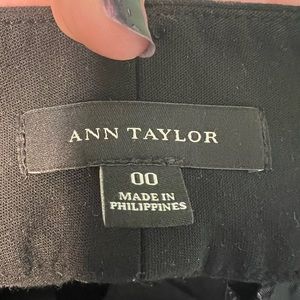 ANN TAYLOR
00
MADE IN
PHILIPPINES